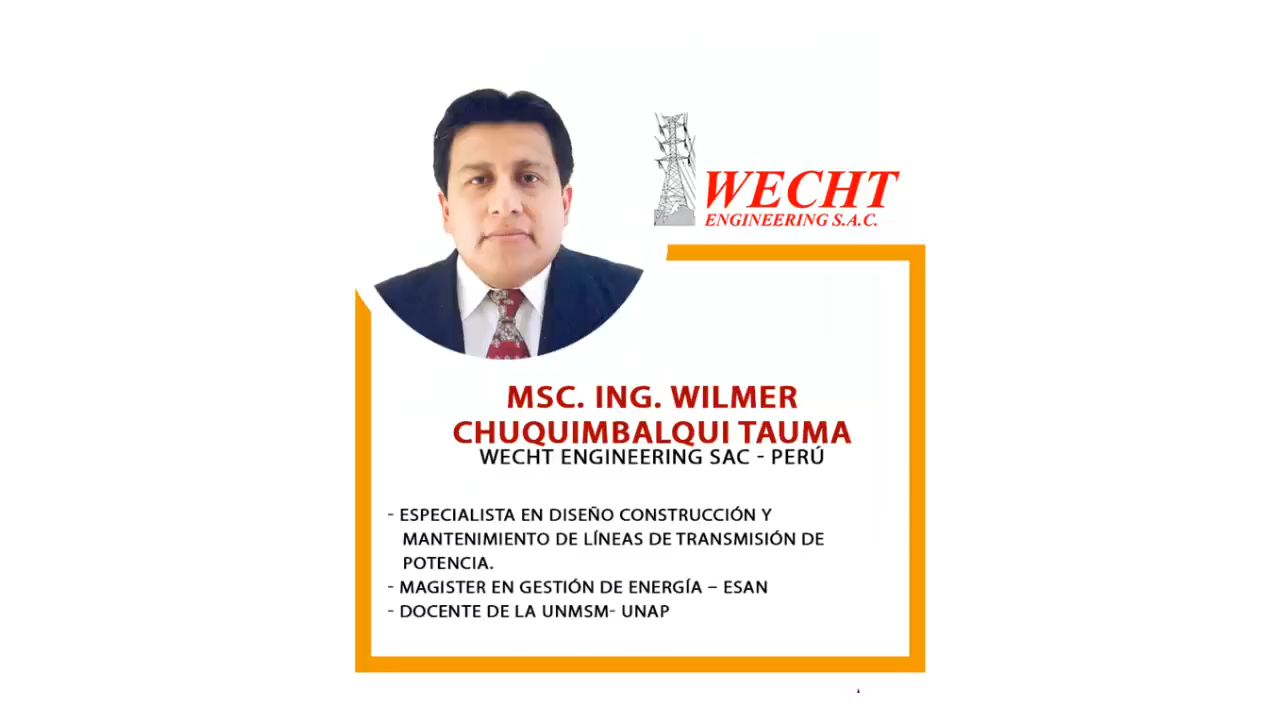 WECHT
ENGINEERING S.A.C.
MSC. ING. WILMER
CHUQUIMBALQUI TAUMA
WECHT ENGINEERING SAC - PERÚ
- ESPECIALISTA EN DISEÑO CONSTRUCCIÓN Y
MANTENIMIENTO DE LÍNEAS DE TRANSMISIÓN DE
POTENCIA.
- MAGISTER EN GESTIÓN DE ENERGÍA – ESAN
- DOCENTE DE LA UNMSM- UNAP